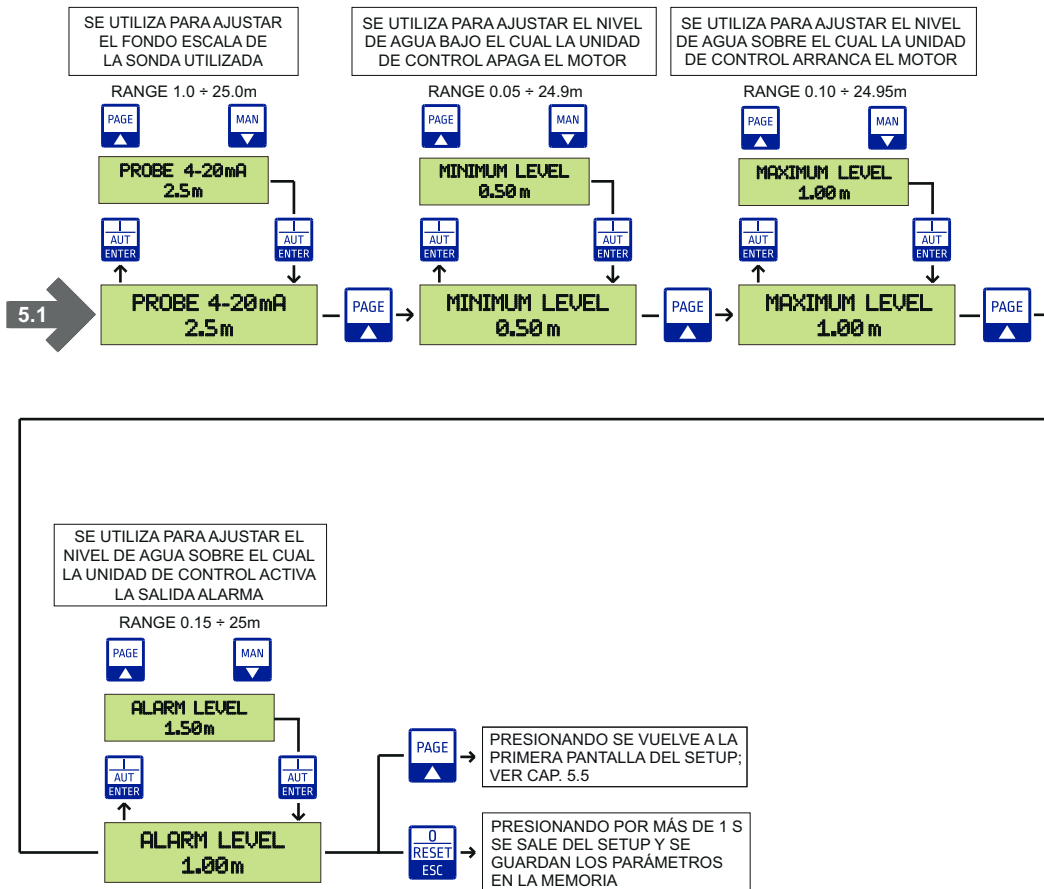 SE UTILIZA PARA AJUSTAR
EL FONDO ESCALA DE
LA SONDA UTILIZADA
RANGE 1.0 ÷ 25.0m
PAGE
MAN
PROBE 4-20mA
2.5m
I
AUT
ENTER
I
AUT
ENTER
5.1
PROBE 4-20mA
2.5m
PAGE
SE UTILIZA PARA AJUSTAR EL NIVEL
DE AGUA BAJO EL CUAL LA UNIDAD
DE CONTROL APAGA EL MOTOR
RANGE 0.05 ÷ 24.9m
PAGE
MAN
MINIMUM LEVEL
0.50 m
I
AUT
ENTER
I
AUT
ENTER
MINIMUM LEVEL
0.50 m
PAGE
SE UTILIZA PARA AJUSTAR EL NIVEL
DE AGUA SOBRE EL CUAL LA UNIDAD
DE CONTROL ARRANCA EL MOTOR
RANGE 0.10 ÷ 24.95m
PAGE
MAN
MAXIMUM LEVEL
1.00 m
I
AUT
ENTER
I
AUT
ENTER
MAXIMUM LEVEL
1.00 m
PAGE
SE UTILIZA PARA AJUSTAR EL
NIVEL DE AGUA SOBRE EL CUAL
LA UNIDAD DE CONTROL ACTIVA
LA SALIDA ALARMA
RANGE 0.15 ÷ 25m
PAGE
MAN
ALARM LEVEL
1.50m
I
AUT
ENTER
I
AUT
ENTER
ALARM LEVEL
1.00m
PAGE
PRESIONANDO SE VUELVE A LA
PRIMERA PANTALLA DEL SETUP;
VER CAP. 5.5
0
RESET
ESC
PRESIONANDO POR MÁS DE 1 S
SE SALE DEL SETUP Y SE
GUARDAN LOS PARÁMETROS
EN LA MEMORIA